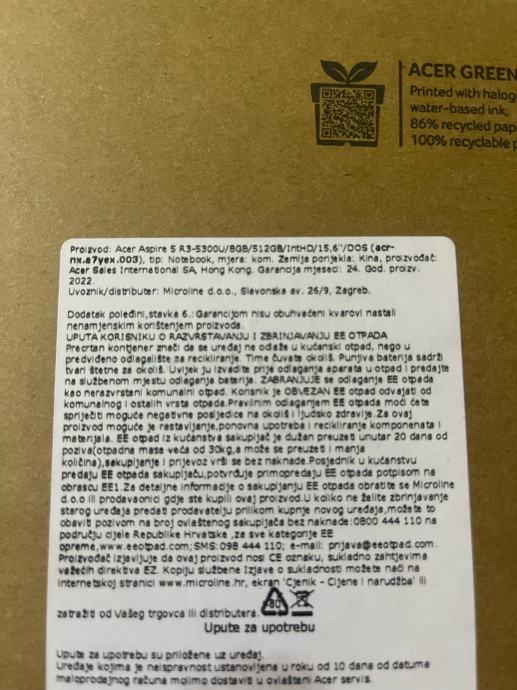 ACER GREEN
Printed with halog
water-based ink,
86% recycled pap
100% recyclable p
Proizvod: Acer Aspire 5 R3-5300U/8GB/512GB/IntHD/15,6"/DOS (acr-
nx.a7yex.003), tip: Notebook, mjera: kom. Zemlja porijekla: Kina, proizvođač:
Acer Sales International SA, Hong Kong. Garancija mjeseci: 24. God. proizv.
2022.
Uvoznik/distributer: Microline d.o.o., Slavonska av. 26/9, Zagreb.
Dodatak poleđini,stavka 6.: Garancijom nisu obuhvaćeni kvarovi nastali
nenamjenskim korištenjem proizvoda.
UPUTA KORISNIKU O RAZVRSTAVANJU I ZBRINJAVANJU EE OTPADA
Precrtan kontjener znači da se uređaj ne odlaže u kućanski otpad, nego u
predviđeno odlagalište za recikliranje. Time čuvate okoliš. Punjiva baterija sadrži
tvari štetne za okoliš. Uvijek ju izvadite prije odlaganja aparata u otpad i predajte
na službenom mjestu odlaganja baterija. ZABRANJUJE se odlaganje EE otpada
kao nerazvrstani komunalni otpad. Korisnik je OBVEZAN EE otpad odvajati od
komunalnog i ostalih vrsta otpada.Pravilnim odlaganjem EE otpada moći ćete
spriječiti moguće negativne posljedice na okoliš i ljudsko zdravlje.Za ovaj
proizvod moguće je rastavljanje,ponovna upotreba i recikliranje komponenata i
materijala. EE otpad iz kućanstva sakupljač je dužan preuzeti unutar 20 dana od
poziva(otpadne mase veća od 30kg,a može se preuzeti i manja
količina),sakupljanje i prijevoz vrši se bez naknade.Posjednik u kućanstvu
predaju EE otpada sakupljaču,potvrđuje primopredaju EE otpada potpisom na
obrascu EE1.Za detaljne informacije o sakupljanju EE otpada obratite se Microline
d.o.o ili prodavaonici gdje ste kupili ovaj proizvod.U koliko ne želite zbrinjavanje
starog uređaja predati prodavatelju prilikom kupnje novog uređaja,možete to
obaviti pozivom na broj ovlaštenog sakupljača bez naknade:0800 444 110 na
području cijele Republike Hrvatske ,za sve kategorije EE
opreme,www.eeotpad.com;SMS:098 444 110; e-mail: prijava@eeotpad.com.
Proizvođač izjavljuje da ovaj proizvod nosi CE oznaku, sukladno zahtjevima
važećih direktiva EZ. Kopiju službene Izjave o sukladnosti možete naći na
internetskoj stranici www.microline.hr, ekran 'Cjenik - Cijene i narudžba' ili
zatražiti od Vašeg trgovca ili distributera.
Upute za upotrebu
Upute za upotrebu su priložene uz uređaj.
Uređaje kojima je neispravnost ustanovljena u roku od 10 dana od datuma
maloprodajnog računa molimo dostaviti u ovlašteni Acer servis.